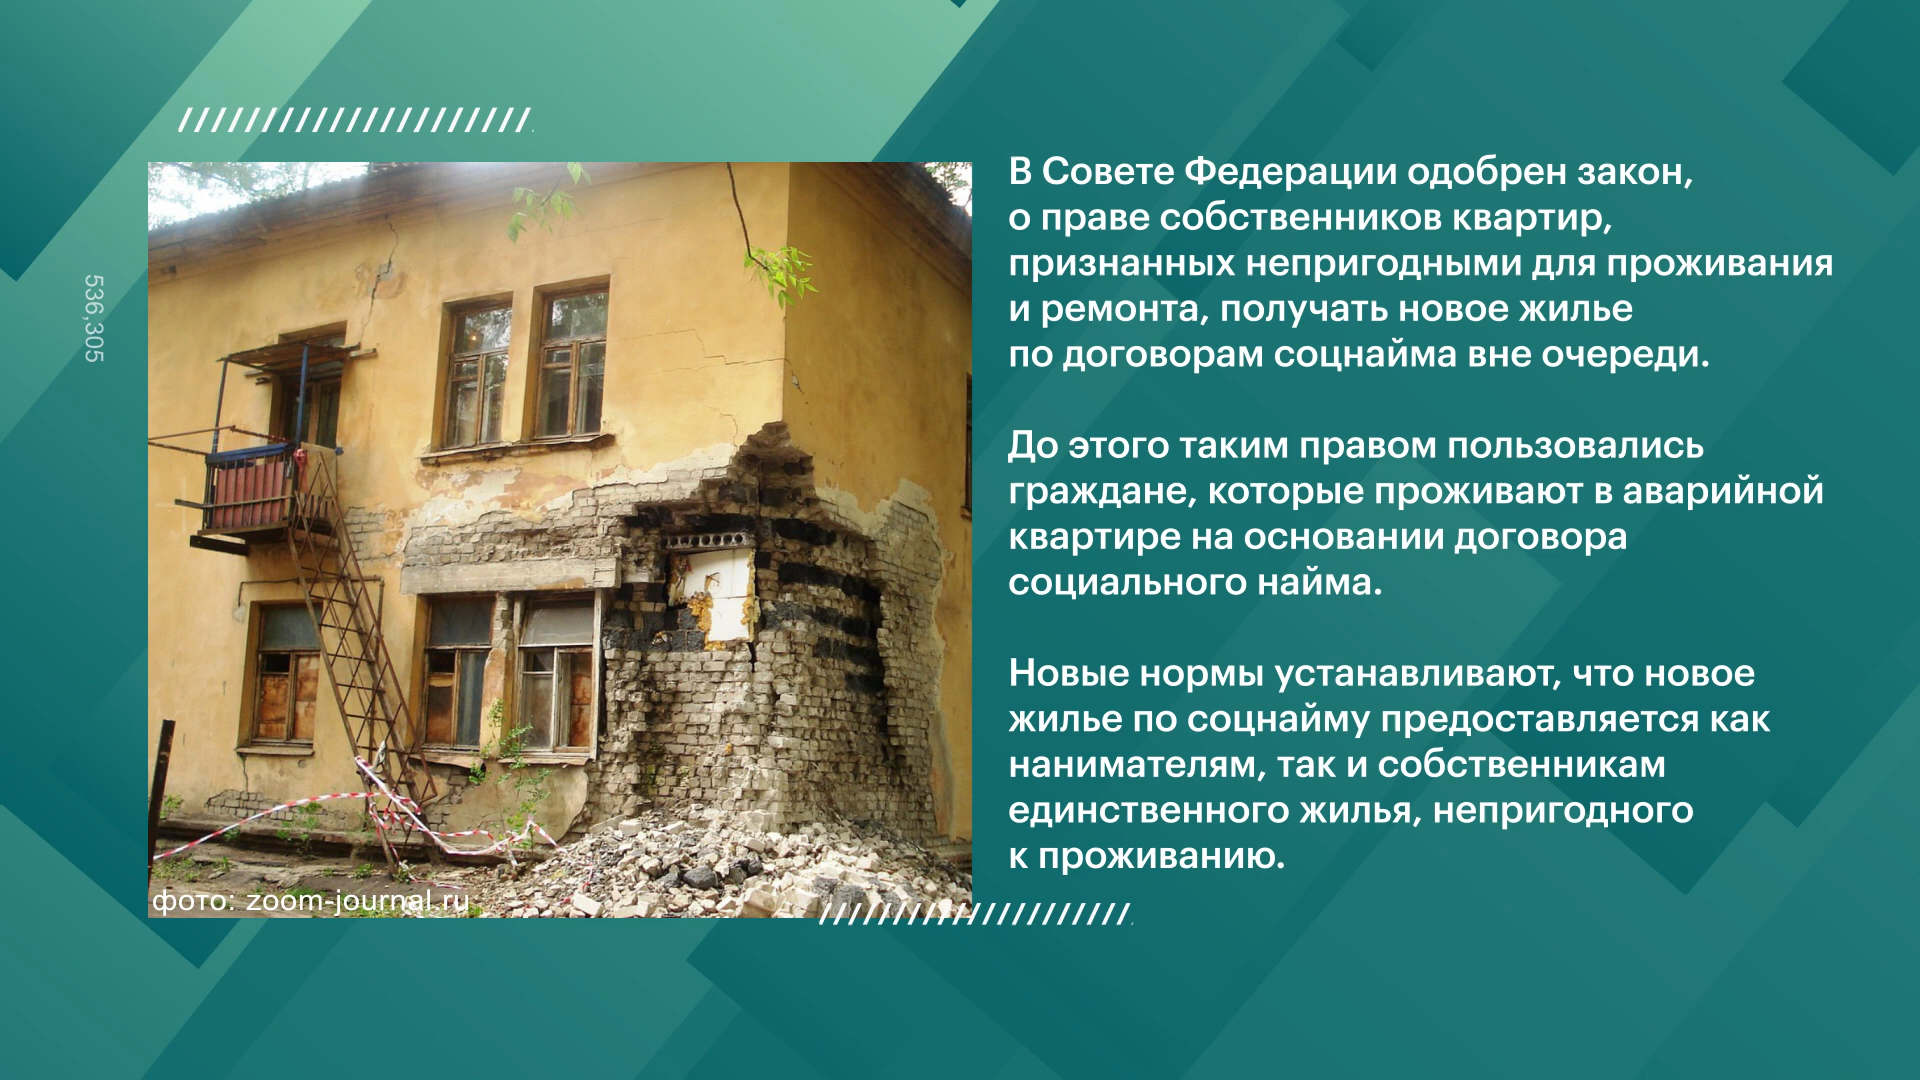 В Совете Федерации одобрен закон,
о праве собственников квартир,
признанных непригодными для проживания
и ремонта, получать новое жилье
по договорам соцнайма вне очереди.
До этого таким правом пользовались
граждане, которые проживают в аварийной
квартире на основании договора
социального найма.
Новые нормы устанавливают, что новое
жилье по соцнайму предоставляется как
нанимателям, так и собственникам
единственного жилья, непригодного
к проживанию.
536,305
фото: zoom-journal.ru